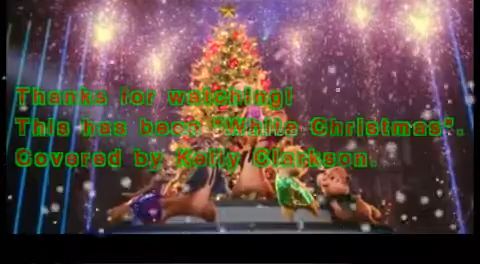 Thanks for watching!
This has been "White Christmas".
Covered by Kelly Clarkson.